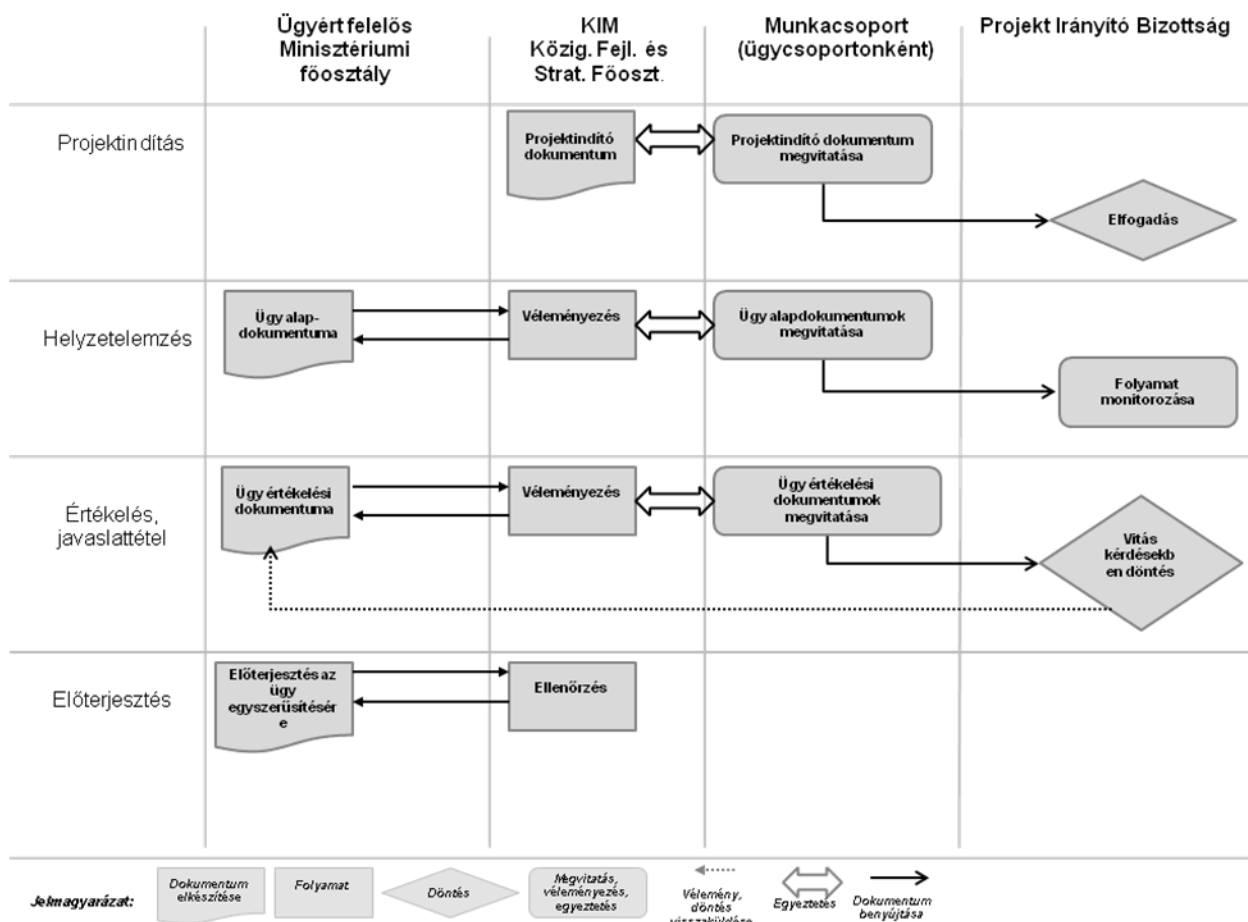 Ügyért felelős
Minisztériumi
főosztály
KIM
Közig. Fejl. és
Strat. Főoszt.
Munkacsoport
(ügycsoportonként)
Projekt Irányító Bizottság
Projektindítás
Projektindító
dokumentum
Projektindító dokumentum
megvitatása
Elfogadás
Helyzetelemzés
Ügy alap-
dokumentuma
Véleményezés
Ügy alapdokumentumok
megvitatása
Folyamat
monitorozása
Értékelés,
javaslattétel
Ügy értékelési
dokumentuma
Véleményezés
Ügy értékelési
dokumentumok
megvitatása
Vitás
kérdésekb
en döntés
Előterjesztés
Előterjesztés az
ügy
egyszerűsítésér
e
Ellenőrzés
Jelmagyarázat:
Dokumentum
elkészítése
Folyamat
Döntés
Megvitatás,
véleményezés,
egyeztetés
Vélemény,
döntés
visszaküldése
Egyeztetés
Dokumentum
benyújtása